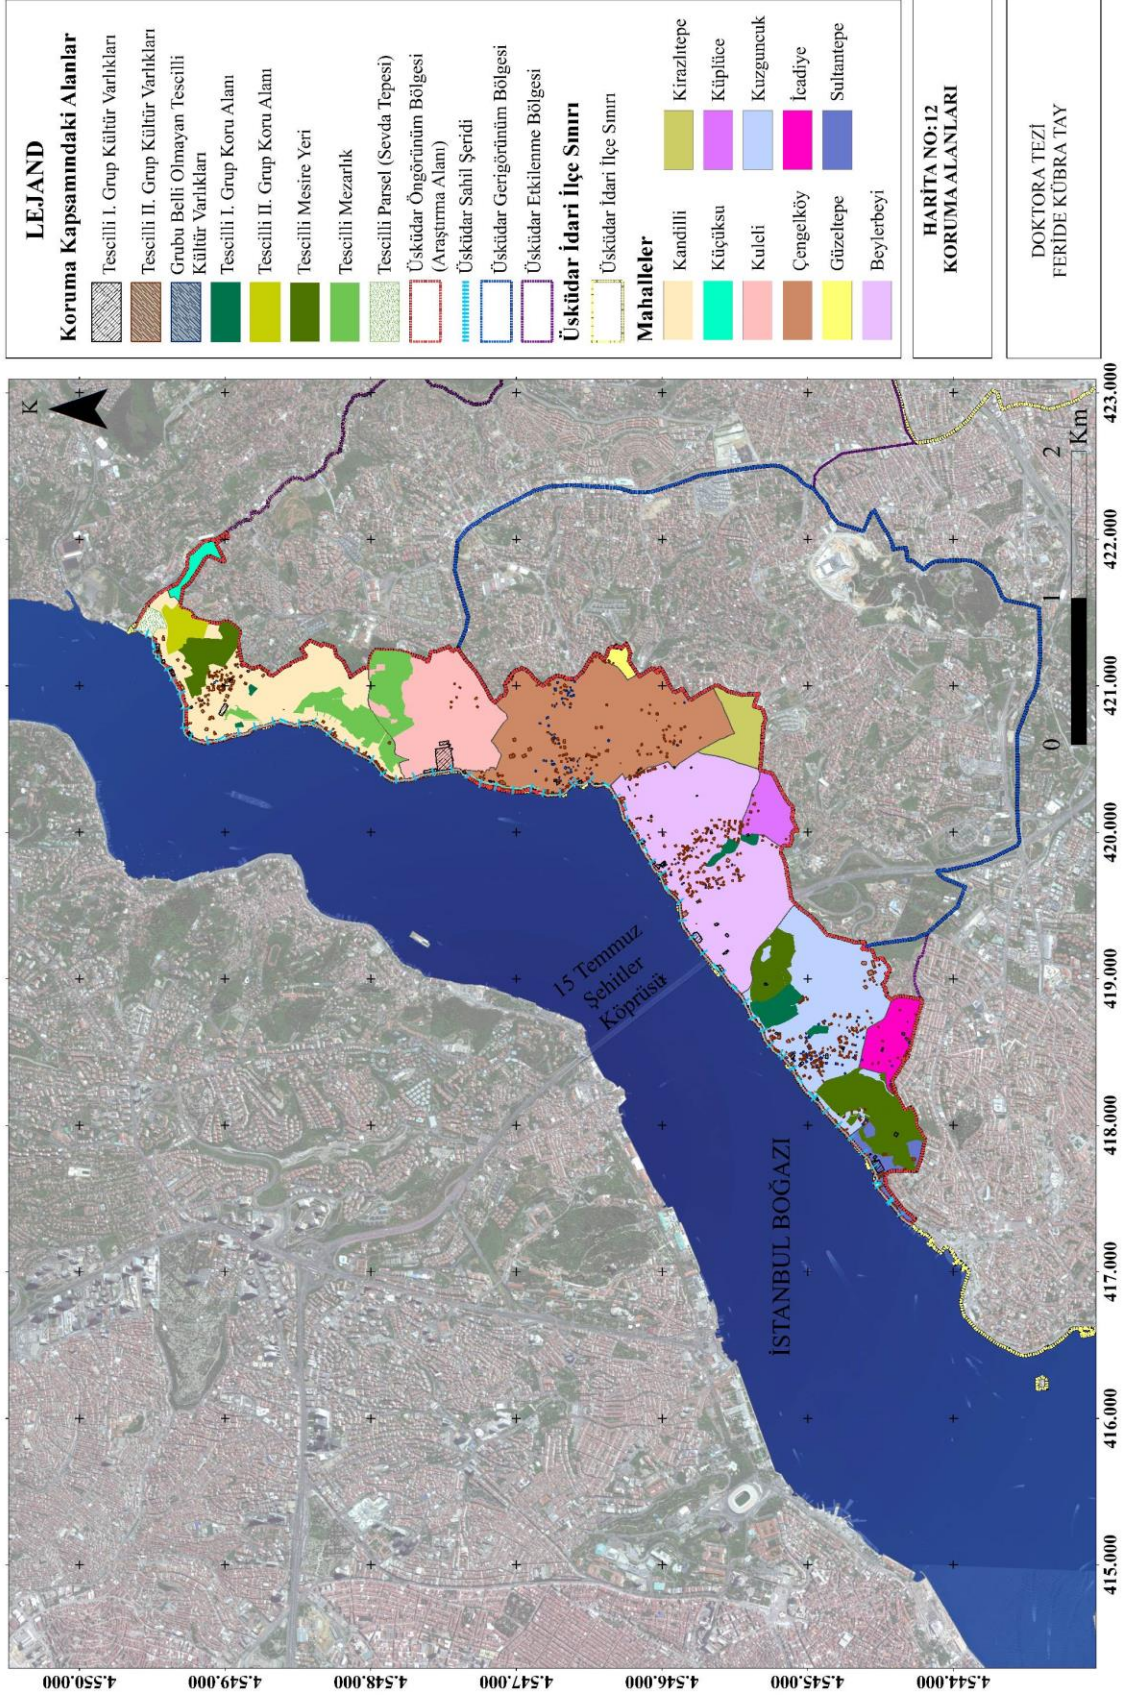 LEJAND
Koruma Kapsamındaki Alanlar
Tescilli I. Grup Kültür Varlıkları
Tescilli II. Grup Kültür Varlıkları
Grubu Belli Olmayan Tescilli
Kültür Varlıkları
Tescilli I. Grup Koru Alanı
Tescilli II. Grup Koru Alanı
Tescilli Mesire Yeri
Tescilli Mezarlık
Tescilli Parsel (Sevda Tepesi)
Üsküdar Öngörünüm Bölgesi
(Araştırma Alanı)
Üsküdar Sahil Şeridi
Üsküdar Gerigörünüm Bölgesi
Üsküdar Etkilenme Bölgesi
Üsküdar İdari İlçe Sınırı
Üsküdar İdari İlçe Sınırı
Mahalleler
Kandilli
Küçüksu
Kuleli
Çengelköy
Güzeltepe
Beylerbeyi
Kirazlıtepe
Küplüce
Kuzguncuk
İcadiye
Sultantepe
HARİTA NO:12
KORUMA ALANLARI
DOKTORA TEZİ
FERİDE KÜBRA TAY
K
15 Temmuz
Şehitler
Köprüsü
İSTANBUL BOĞAZI
0 1 2
Km
4.550.000
4.549.000
4.548.000
4.547.000
4.546.000
4.545.000
4.544.000
415.000
416.000
417.000
418.000
419.000
420.000
421.000
422.000
423.000